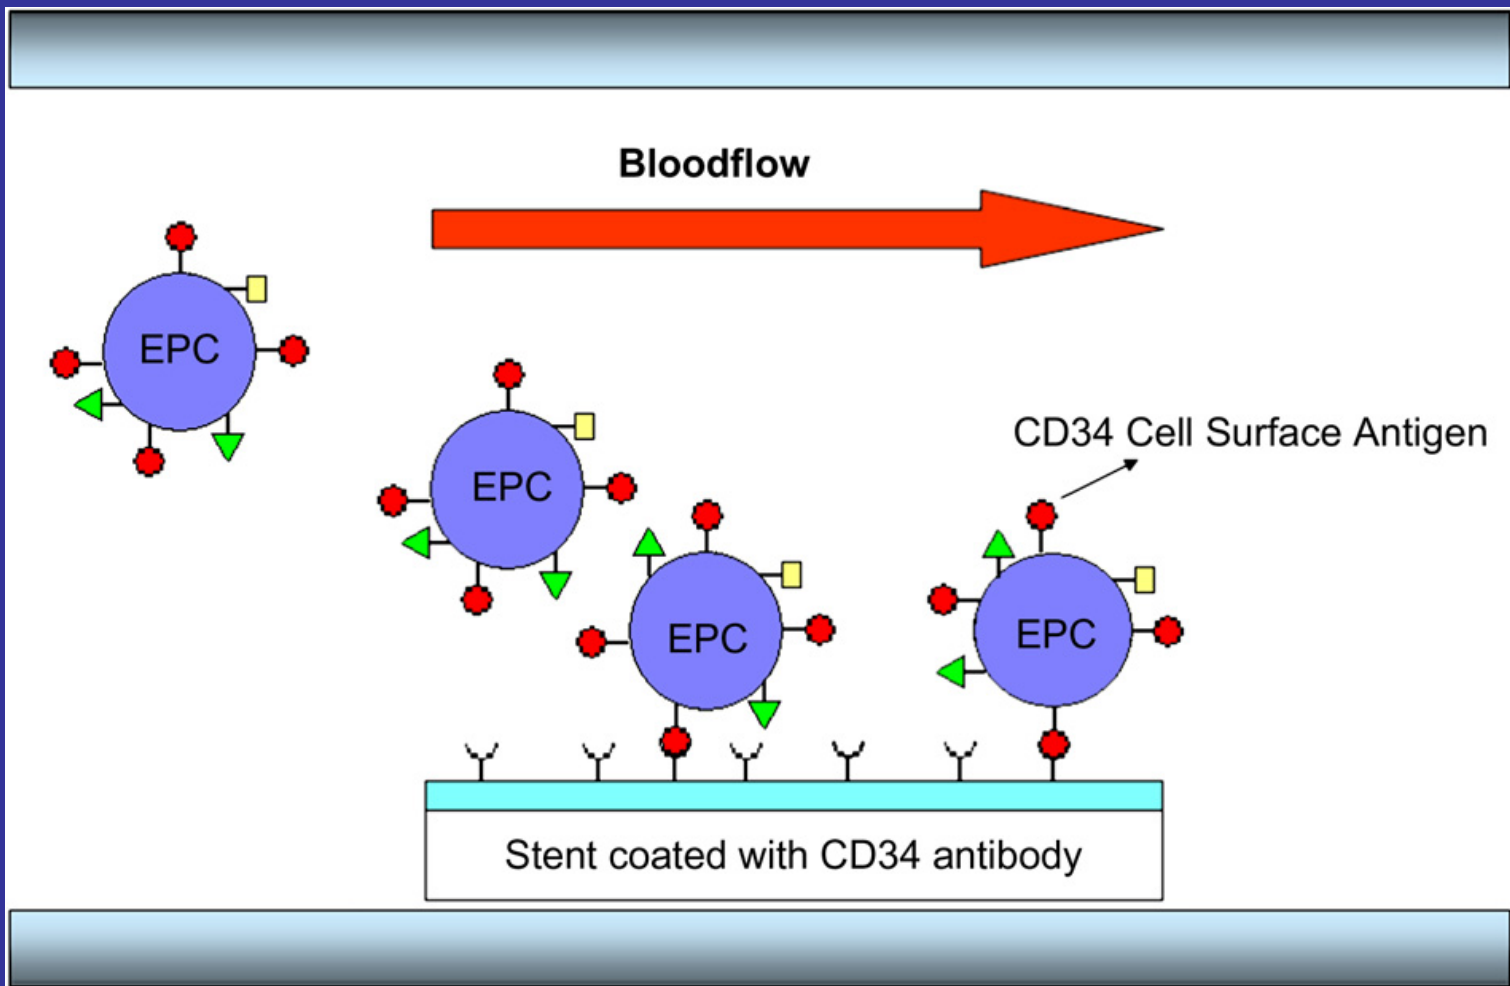 Bloodflow
EPC
EPC
CD34 Cell Surface Antigen
EPC
EPC
Stent coated with CD34 antibody